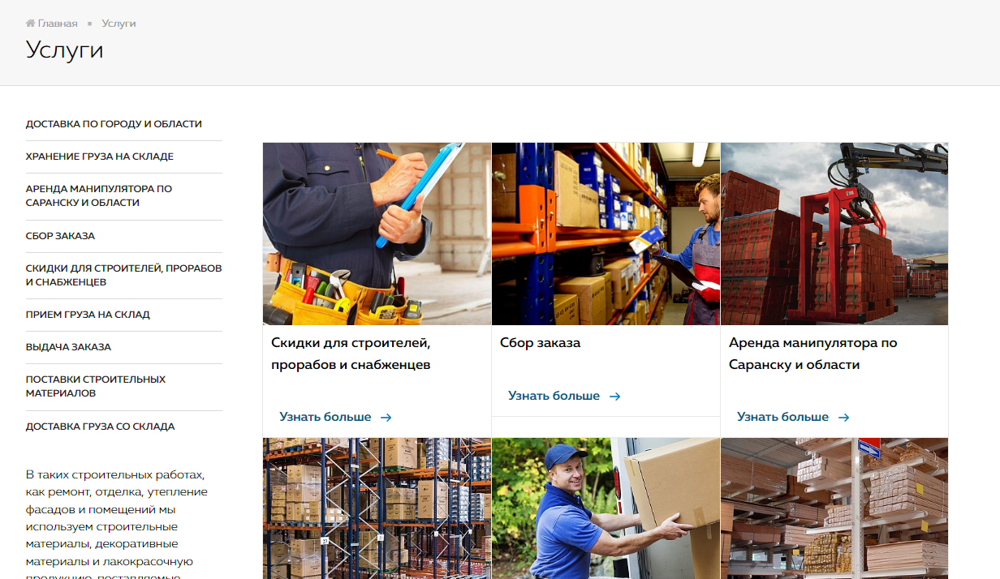 Главная
Услуги
Услуги
ДОСТАВКА ПО ГОРОДУ И ОБЛАСТИ
ХРАНЕНИЕ ГРУЗА НА СКЛАДЕ
АРЕНДА МАНИПУЛЯТОРА ПО
САРАНСКУ И ОБЛАСТИ
СБОР ЗАКАЗА
СКИДКИ ДЛЯ СТРОИТЕЛЕЙ, ПРОРАБОВ
И СНАБЖЕНЦЕВ
ПРИЕМ ГРУЗА НА СКЛАД
ВЫДАЧА ЗАКАЗА
ПОСТАВКИ СТРОИТЕЛЬНЫХ
МАТЕРИАЛОВ
ДОСТАВКА ГРУЗА СО СКЛАДА
В таких строительных работах,
как ремонт, отделка, утепление
фасадов и помещений мы
используем строительные
материалы, декоративные
материалы и лакокрасочную
продукцию, поставляемые
Скидки для строителей,
прорабов и снабженцев
Узнать больше
Сбор заказа
Узнать больше
Аренда манипулятора по
Саранску и области
Узнать больше